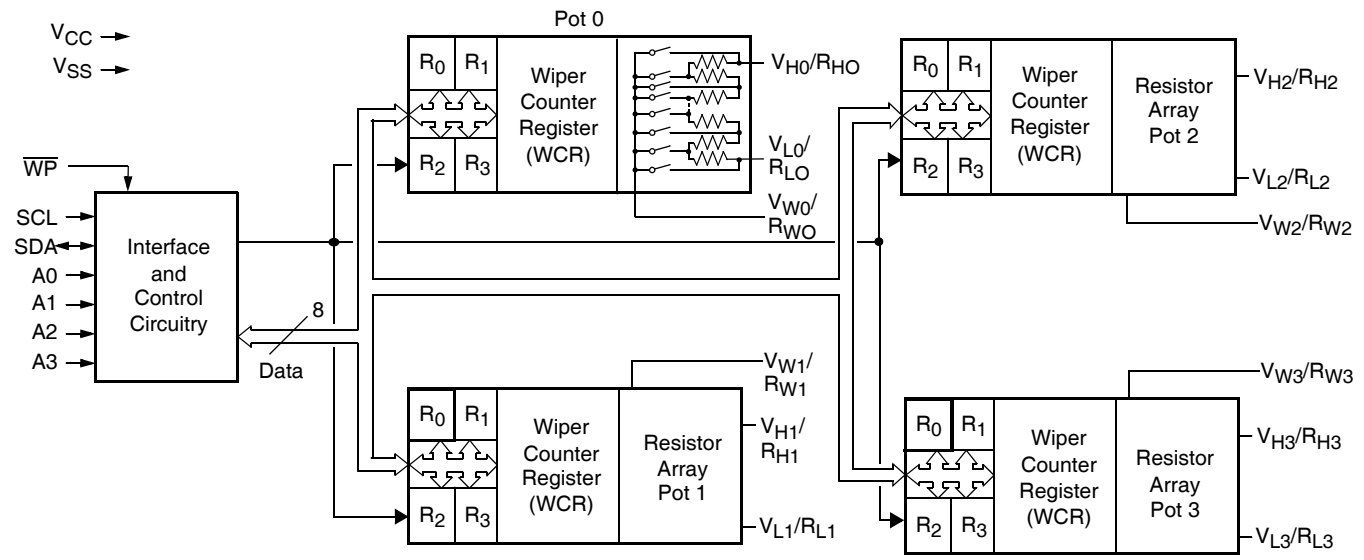 Pot 0
VCC
VSS
WP
SCL
SDA
A0
A1
A2
A3
Interface
and
Control
Circuitry
8
Data
R0 R1
R2 R3
Wiper
Counter
Register
(WCR)
VH0/RHO
VL0/
RLO
VW0/
RWO
R0 R1
R2 R3
Wiper
Counter
Register
(WCR)
Resistor
Array
Pot 2
VH2/RH2
VL2/RL2
VW2/RW2
R0 R1
R2 R3
Wiper
Counter
Register
(WCR)
Resistor
Array
Pot 1
VW1/
RW1
VH1/
RH1
VL1/RL1
R0 R1
R2 R3
Wiper
Counter
Register
(WCR)
Resistor
Array
Pot 3
VW3/RW3
VH3/RH3
VL3/RL3